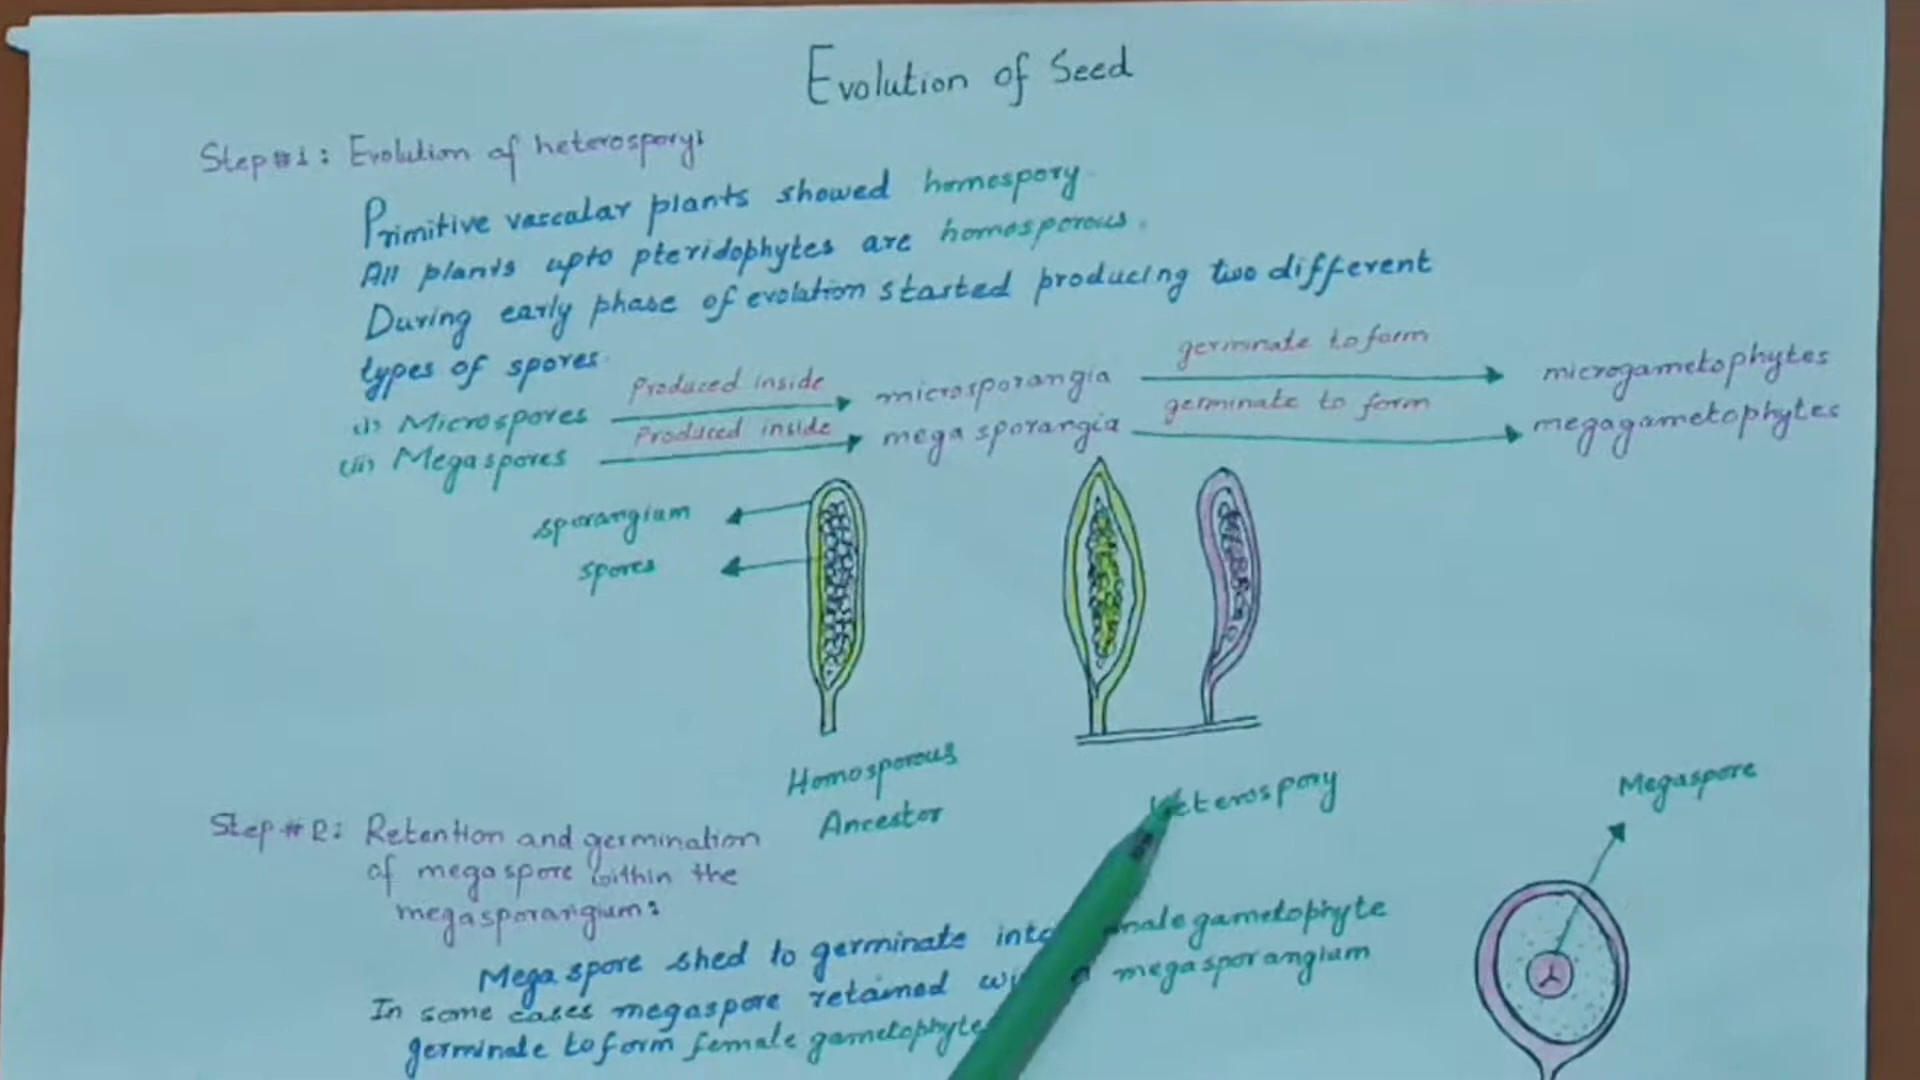 Evolution of Seed
Step#1: Evolution of heterospory:
Primitive vascular plants showed homospory.
All plants upto pteridophytes are homosporous.
During early phase of evolution started producing two different
types of spores.
(i) Microspores Produced inside microsporangia germinate to form microgametophytes
(ii) Megaspores Produced inside mega sporangia germinate to form megagametophytes
sporangium
spores
Homosporous
Ancestor
Heterospory
Megaspore
Step#2: Retention and germination
of megaspore within the
megasporangium:
Mega spore shed to germinate into gametophyte
In some cases megaspore retained megasporangium
germinate to form female gametophyte